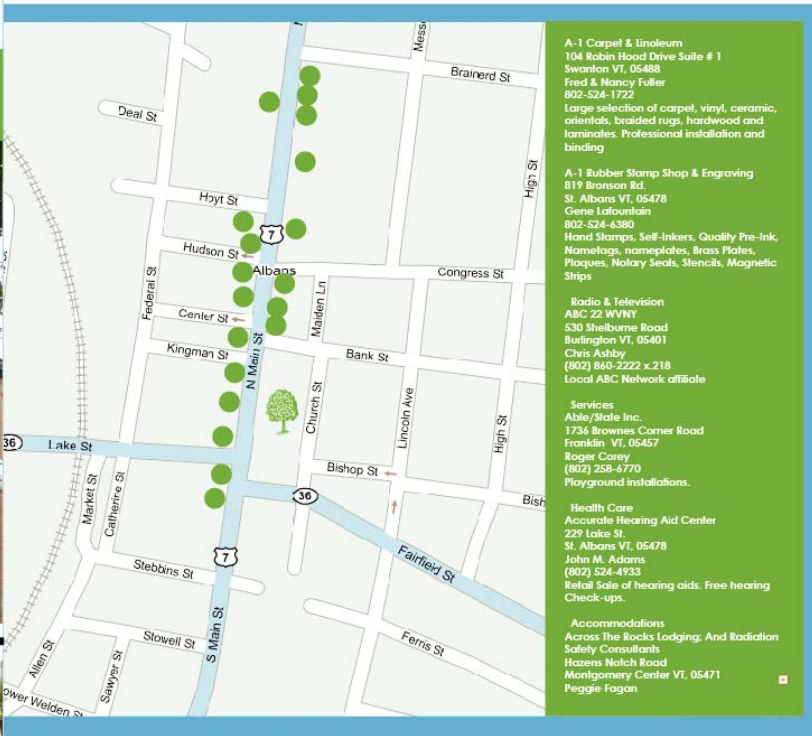 Messe
Brainerd St
Deal St
High St
Hoyt St
7
Hudson St
Albans
Congress St
Federal St
Maiden Ln
Center St
N Main St
Kingman St
Bank St
Church St
Lincoln Ave
High St
36
Lake St
Bishop St
Bish
36
Market St
Catherine St
7
Fairfield St
Stebbins St
S Main St
Stowell St
Ferris St
Allen St
Sawyer St
ower Welden St
A-1 Carpet & Linoleum
104 Robin Hood Drive Suite # 1
Swanton VT, 05488
Fred & Nancy Fuller
802-524-1722
Large selection of carpet, vinyl, ceramic,
orientals, braided rugs, hardwood and
laminates. Professional installation and
binding
A-1 Rubber Stamp Shop & Engraving
819 Bronson Rd.
St. Albans VT, 05478
Gene Lafountain
802-524-6380
Hand Stamps, Self-Inkers, Quality Pre-Ink,
Nametags, nameplates, Brass Plates,
Plaques, Notary Seals, Stencils, Magnetic
Strips
Radio & Television
ABC 22 WVNY
530 Shelburne Road
Burlington VT, 05401
Chris Ashby
(802) 860-2222 x.218
Local ABC Network affiliate
Services
Able/State Inc.
1736 Brownes Corner Road
Franklin VT, 05457
Roger Corey
(802) 258-6770
Playground installations.
Health Care
Accurate Hearing Aid Center
229 Lake St.
St. Albans VT, 05478
John M. Adams
(802) 524-4933
Retail Sale of hearing aids. Free hearing
Check-ups.
Accommodations
Across The Rocks Lodging; And Radiation
Safety Consultants
Hazens Notch Road
Montgomery Center VT, 05471
Peggie Fagan